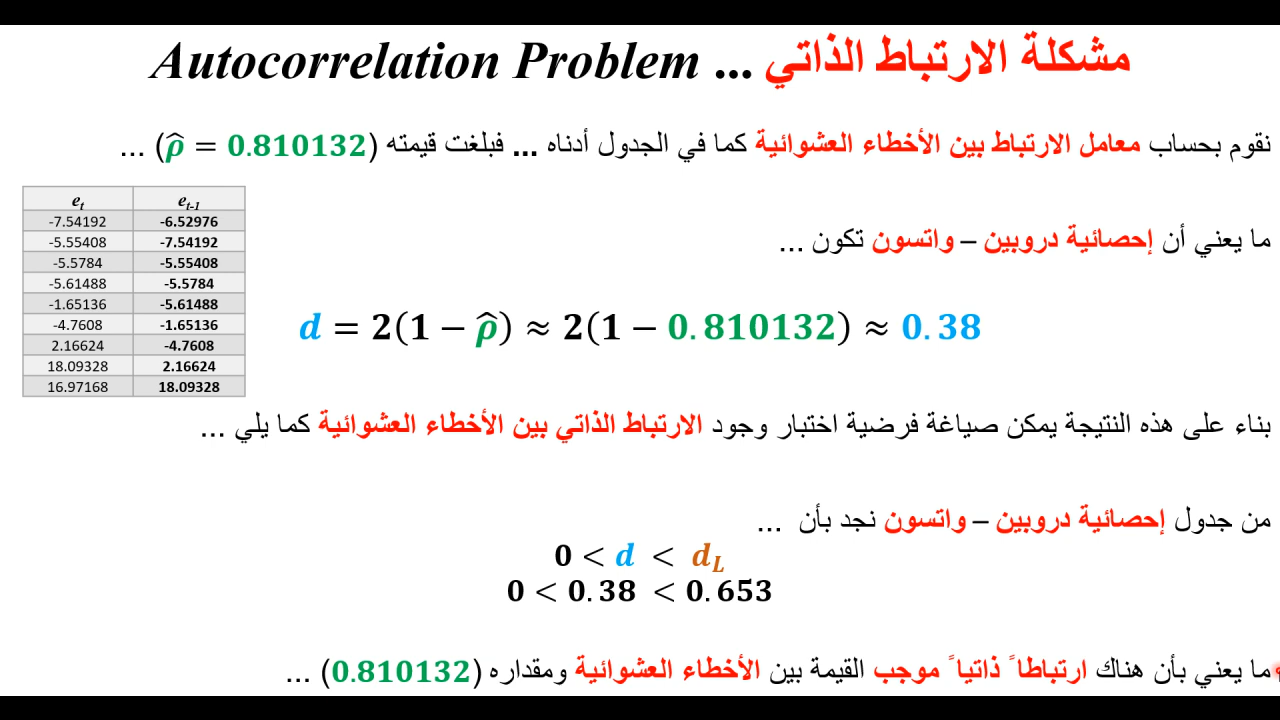 مشكلة الارتباط الذاتي ... Autocorrelation Problem
نقوم بحساب معامل الارتباط بين الأخطاء العشوائية كما في الجدول أدناه ... فبلغت قيمته (ρ̂ = 0.810132) ...
e_t e_{t-1}
-7.54192 -6.52976
-5.55408 -7.54192
-5.5784 -5.55408
-5.61488 -5.5784
-1.65136 -5.61488
-4.7608 -1.65136
2.16624 -4.7608
18.09328 2.16624
16.97168 18.09328
ما يعني أن إحصائية دروبين – واتسون تكون ...
d = 2(1 − ρ̂) ≈ 2(1 − 0.810132) ≈ 0.38
بناء على هذه النتيجة يمكن صياغة فرضية اختبار وجود الارتباط الذاتي بين الأخطاء العشوائية كما يلي ...
من جدول إحصائية دروبين – واتسون نجد بأن ...
0 < d < d_L
0 < 0.38 < 0.653
ما يعني بأن هناك ارتباطاً ذاتياً موجب القيمة بين الأخطاء العشوائية ومقداره (0.810132) ...